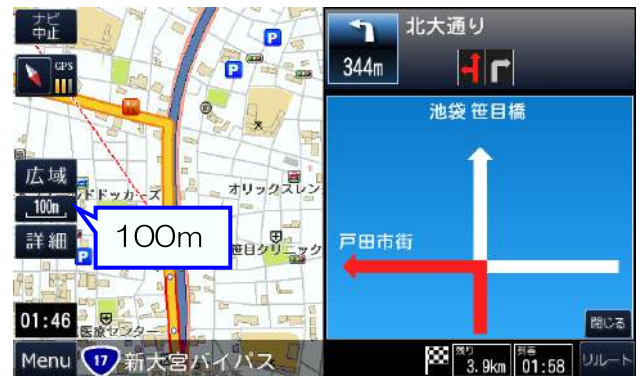 ナビ
中止
GPS
広域
100m
詳細
100m
ドドッカーズ
オリックスレン
笹目クリニック
医療センター
01:46
Menu
17
新大宮バイパス
北大通り
344m
池袋 笹目橋
戸田市街
閉じる
残り
3.9km
到着
01:58
リルート